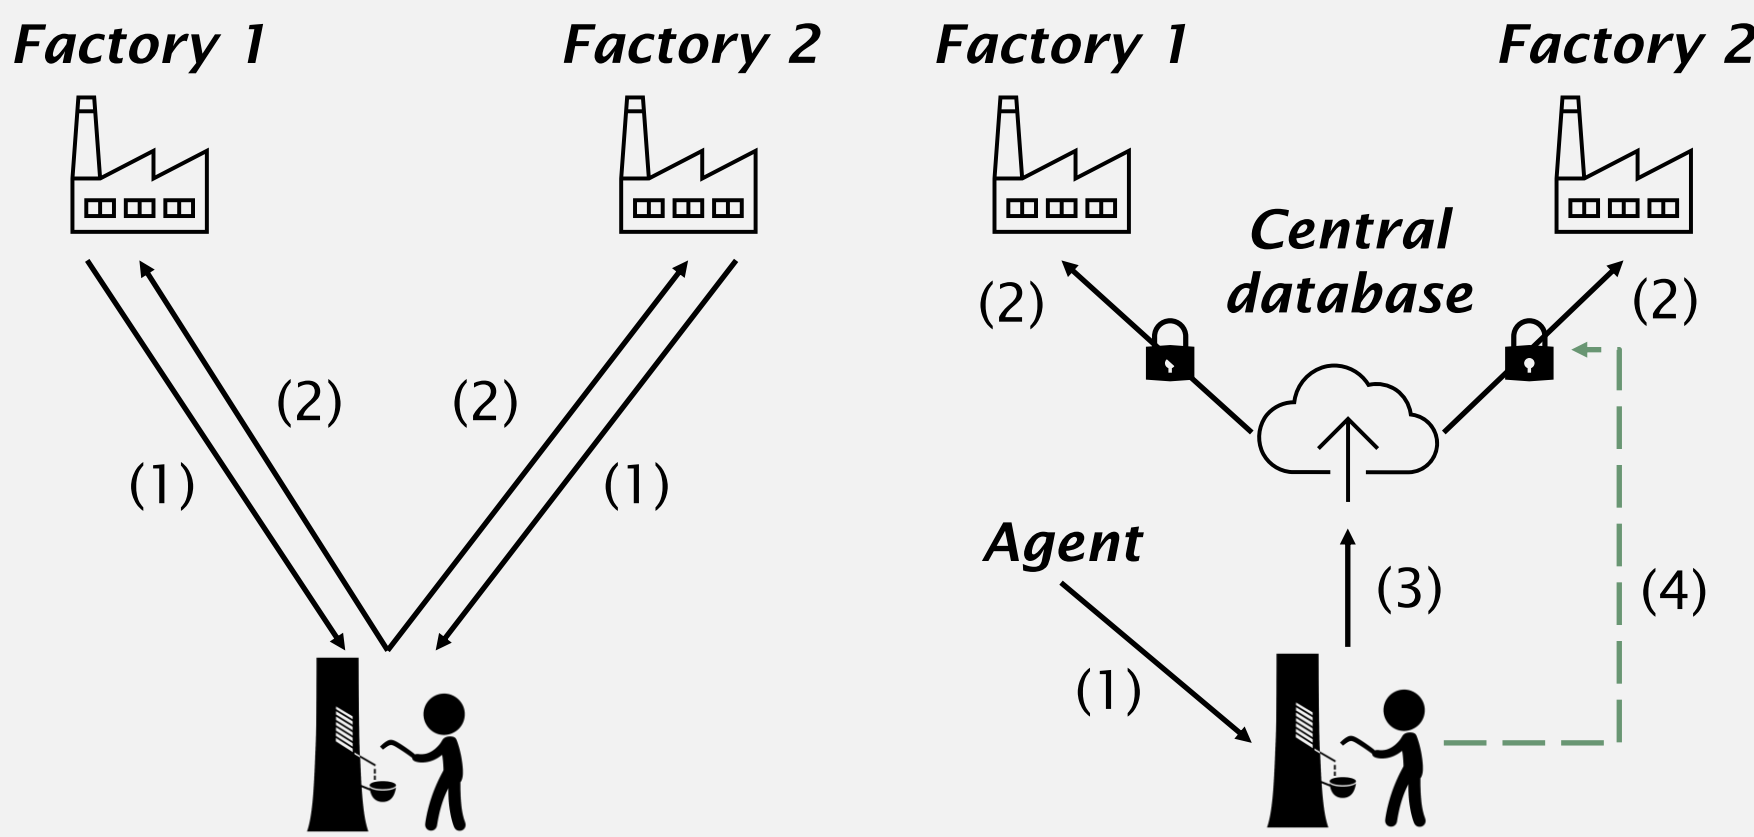 Factory 1
Factory 2
(2)
(2)
(1)
(1)
Factory 1
Factory 2
Central
database
(2)
(2)
Agent
(3)
(4)
(1)